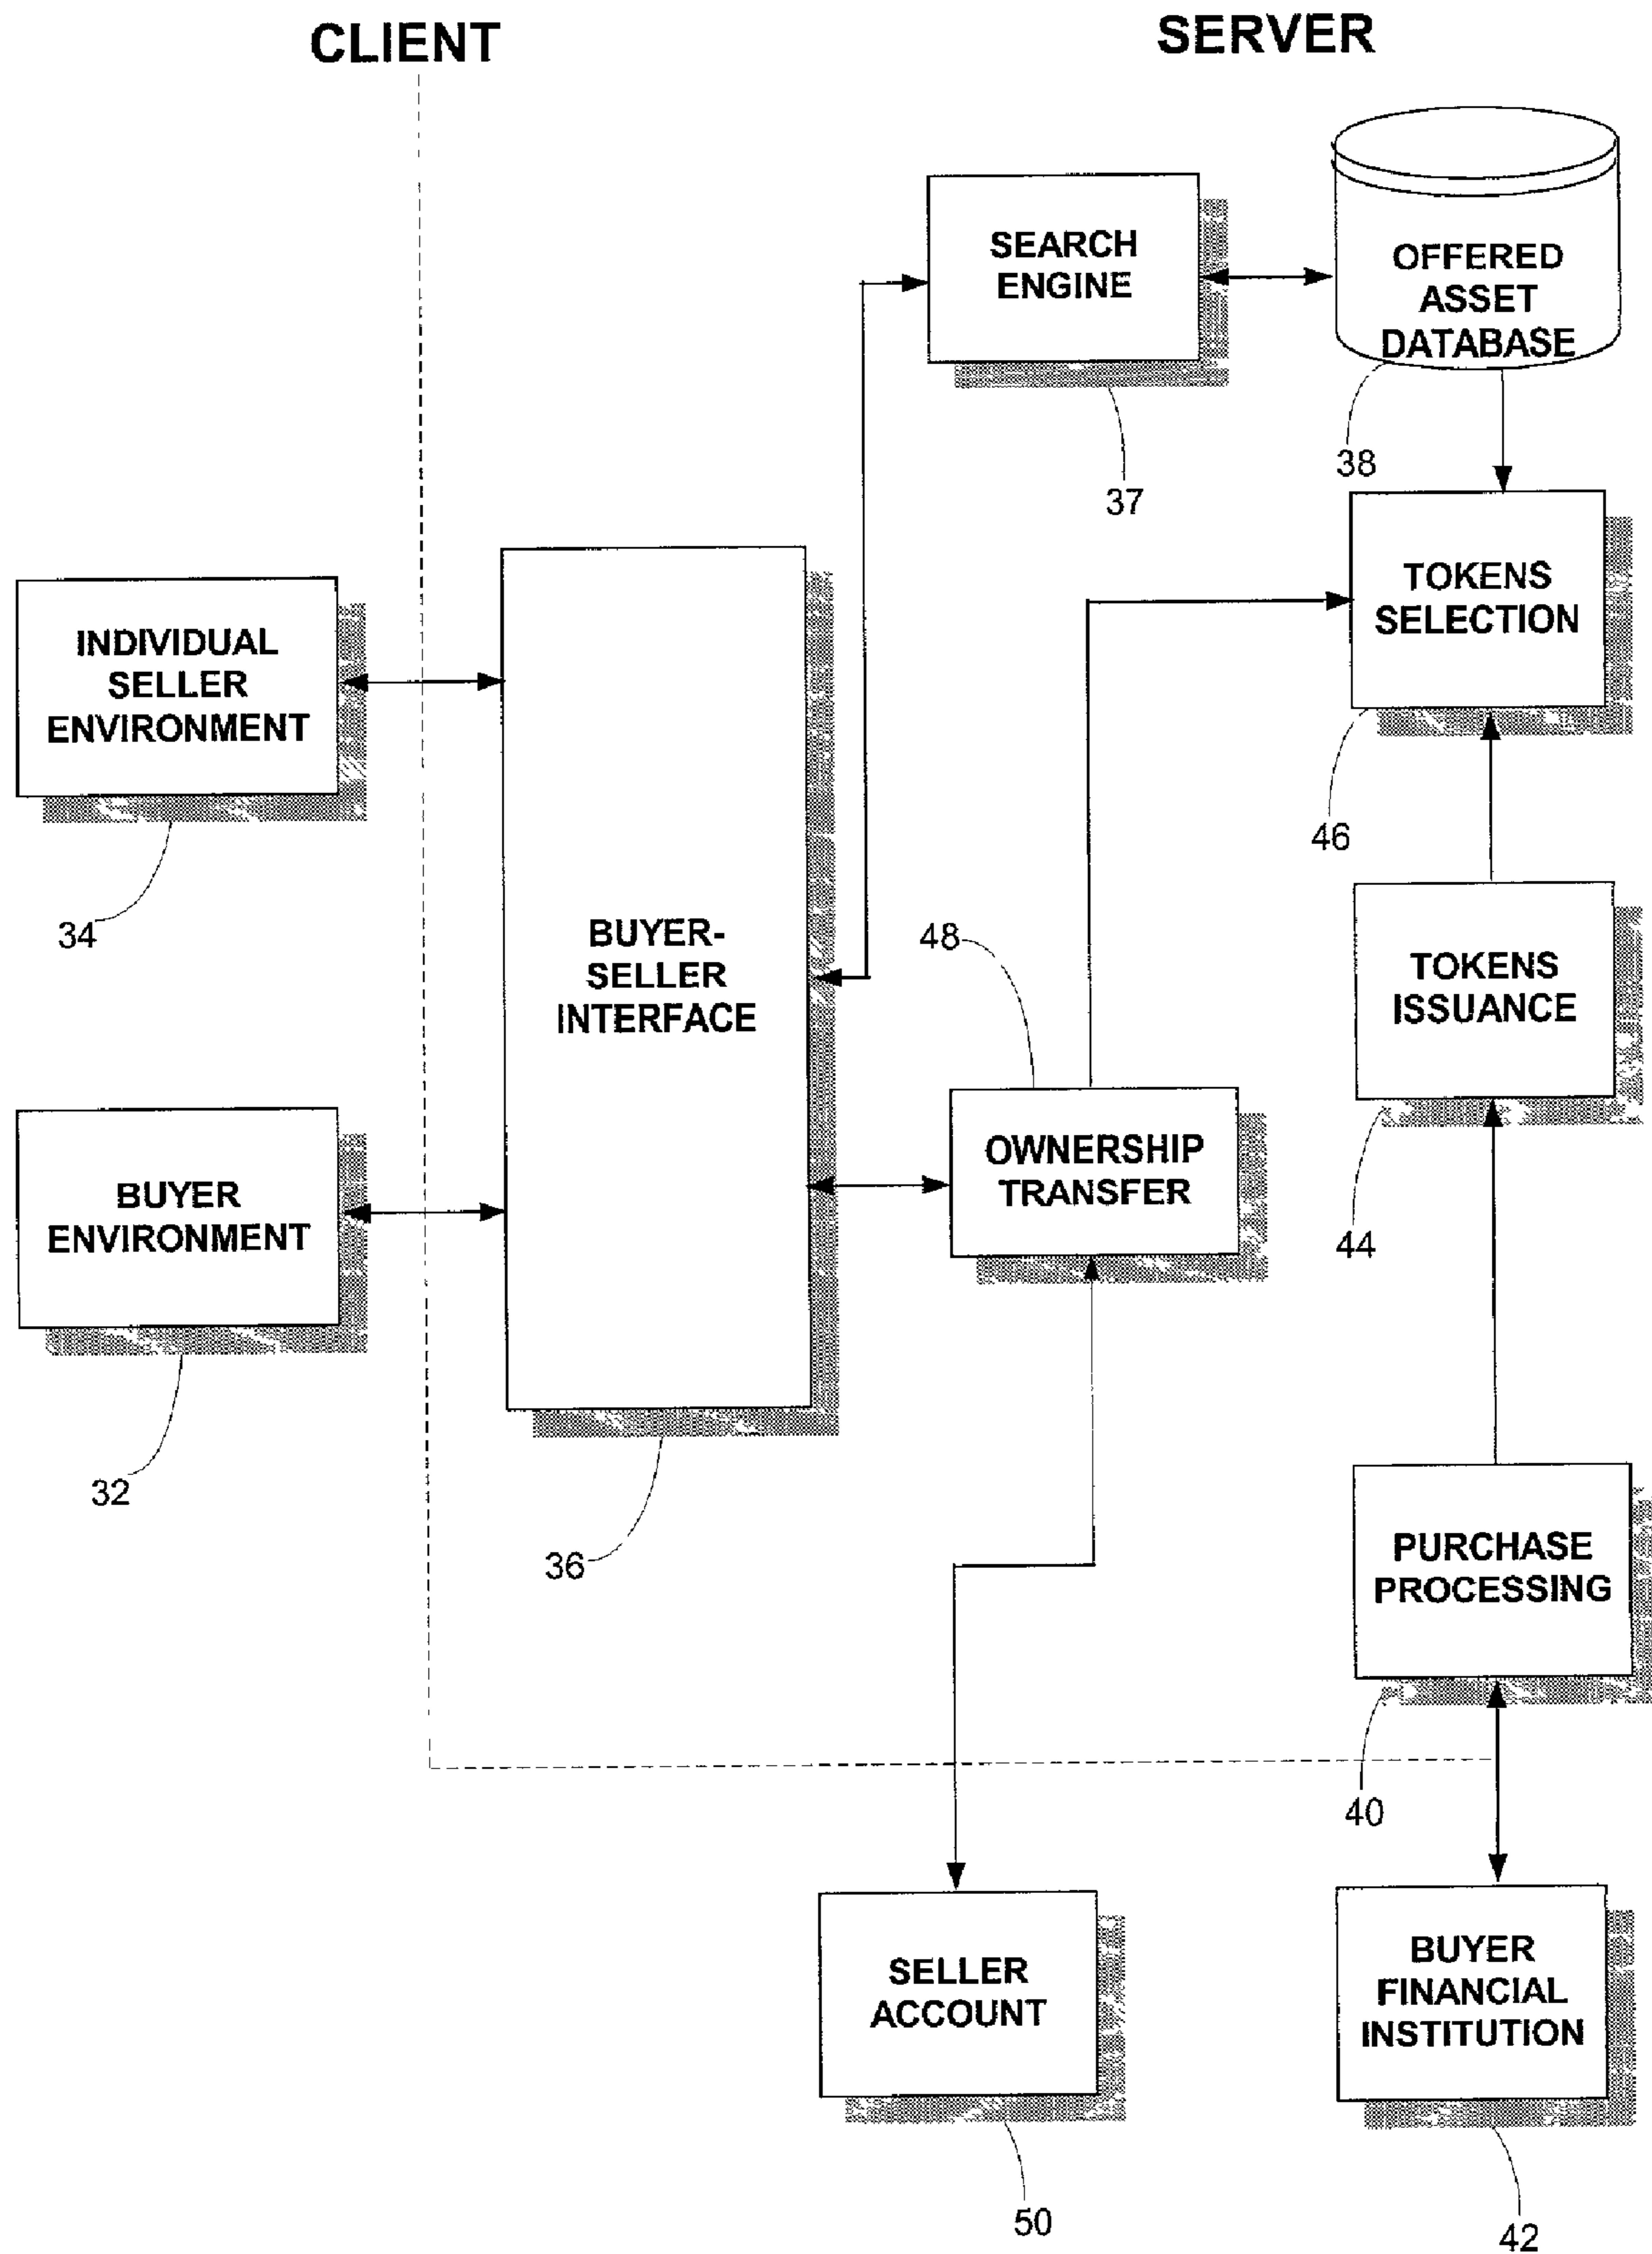 CLIENT
SERVER
SEARCH
ENGINE
37
OFFERED
ASSET
DATABASE
38
TOKENS
SELECTION
46
INDIVIDUAL
SELLER
ENVIRONMENT
34
BUYER-
SELLER
INTERFACE
36
48
TOKENS
ISSUANCE
44
OWNERSHIP
TRANSFER
BUYER
ENVIRONMENT
32
PURCHASE
PROCESSING
40
SELLER
ACCOUNT
50
BUYER
FINANCIAL
INSTITUTION
42